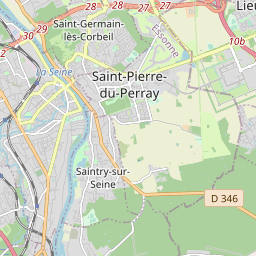 28
28
27
Saint-Germain-
lès-Corbeil
Lieu
30
29
Essonne
10b
La Seine
Saint-Pierre-
du-Perray
Saintry-sur-
Seine
D 346